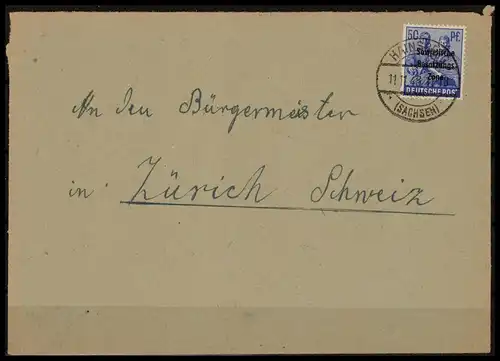 50 PF.
Sowjetische
Besatzungs
Zone
DEUTSCHE POST
(SACHSEN)
An den Bürgermeister
in Zürich Schweiz